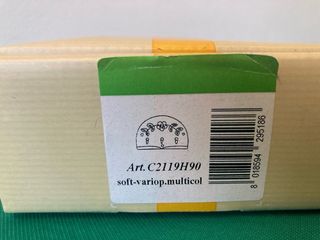 Art. C2119H90
soft-variop.multicol
8 018594 295186